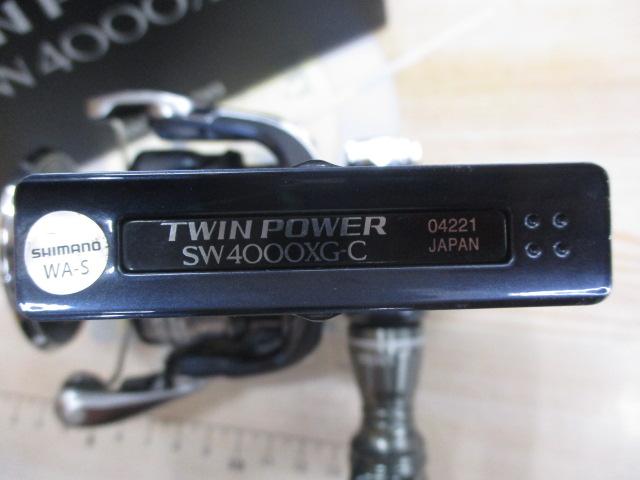 SHIMANO
WA-S
TWIN POWER
SW4000XG-C
04221
JAPAN